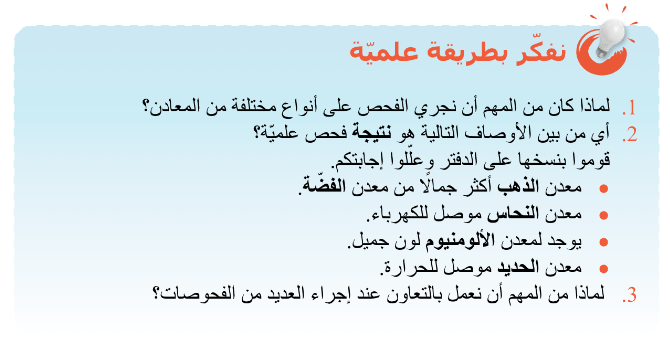 نفكّر بطريقة علميّة
1. لماذا كان من المهم أن نجري الفحص على أنواع مختلفة من المعادن؟
2. أي من بين الأوصاف التالية هو نتيجة فحص علميّة؟
قوموا بنسخها على الدفتر وعلّلوا إجابتكم.
• معدن الذهب أكثر جمالًا من معدن الفضّة.
• معدن النحاس موصل للكهرباء.
• يوجد لمعدن الألومنيوم لون جميل.
• معدن الحديد موصل للحرارة.
3. لماذا من المهم أن نعمل بالتعاون عند إجراء العديد من الفحوصات؟